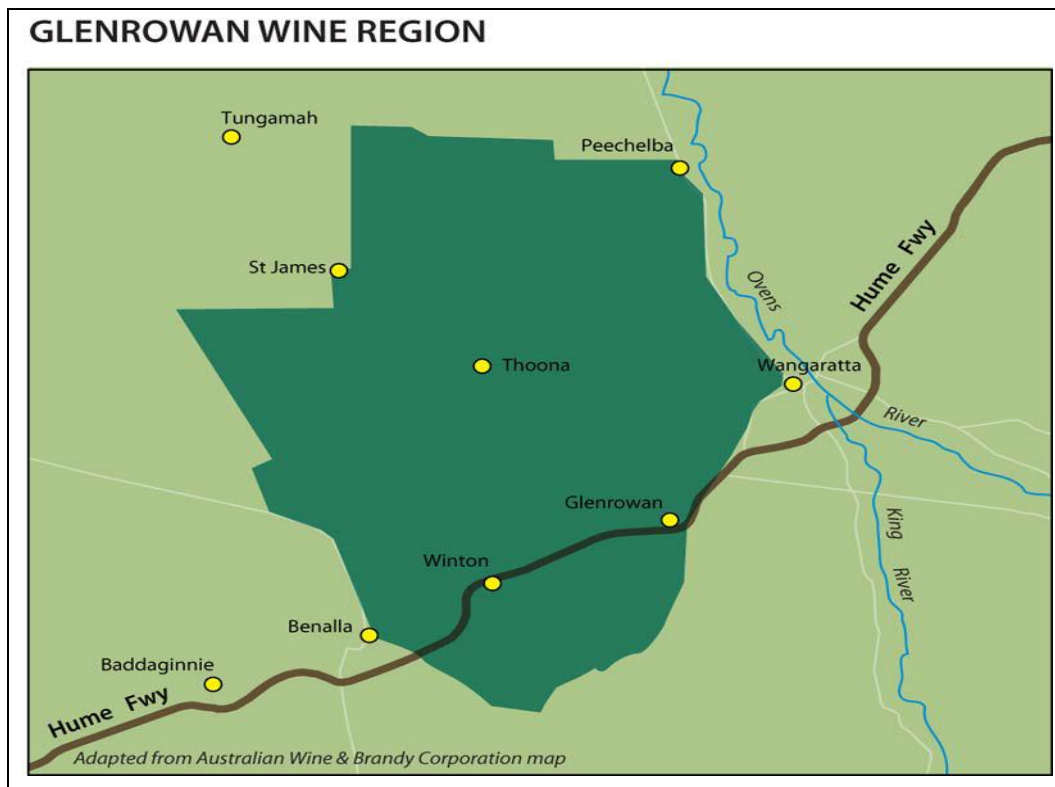 GLENROWAN WINE REGION
Tungamah
Peechelba
St James
Ovens
Hume Fwy
Thoona
Wangaratta
River
Glenrowan
King
River
Winton
Benalla
Baddaginnie
Hume Fwy
Adapted from Australian Wine & Brandy Corporation map